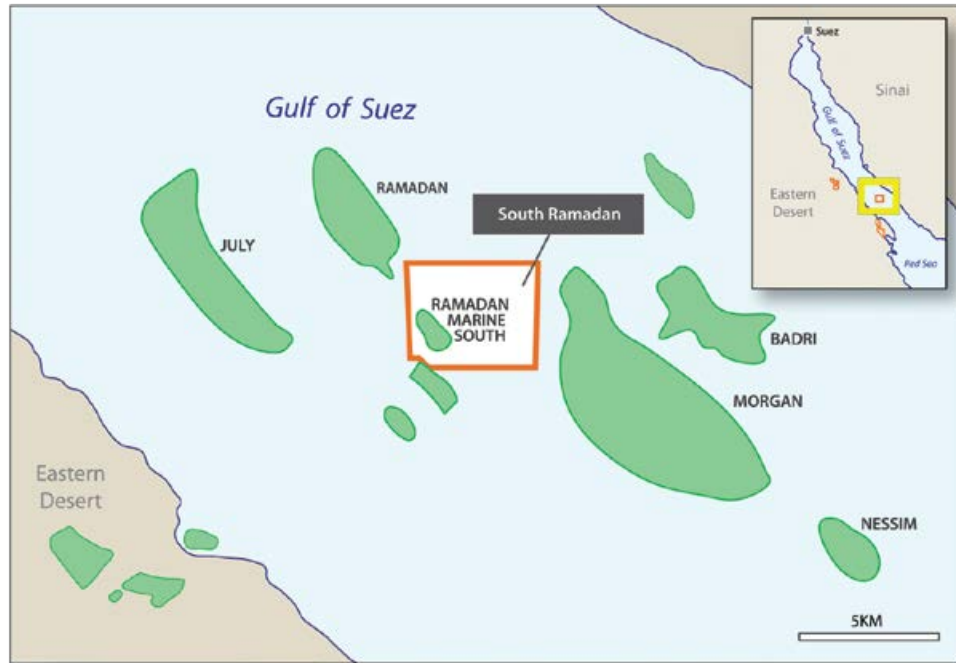 Gulf of Suez
RAMADAN
JULY
South Ramadan
RAMADAN
MARINE
SOUTH
BADRI
MORGAN
NESSIM
Eastern
Desert
5KM
Suez
Sinai
Gulf of Suez
Eastern
Desert
Red Sea